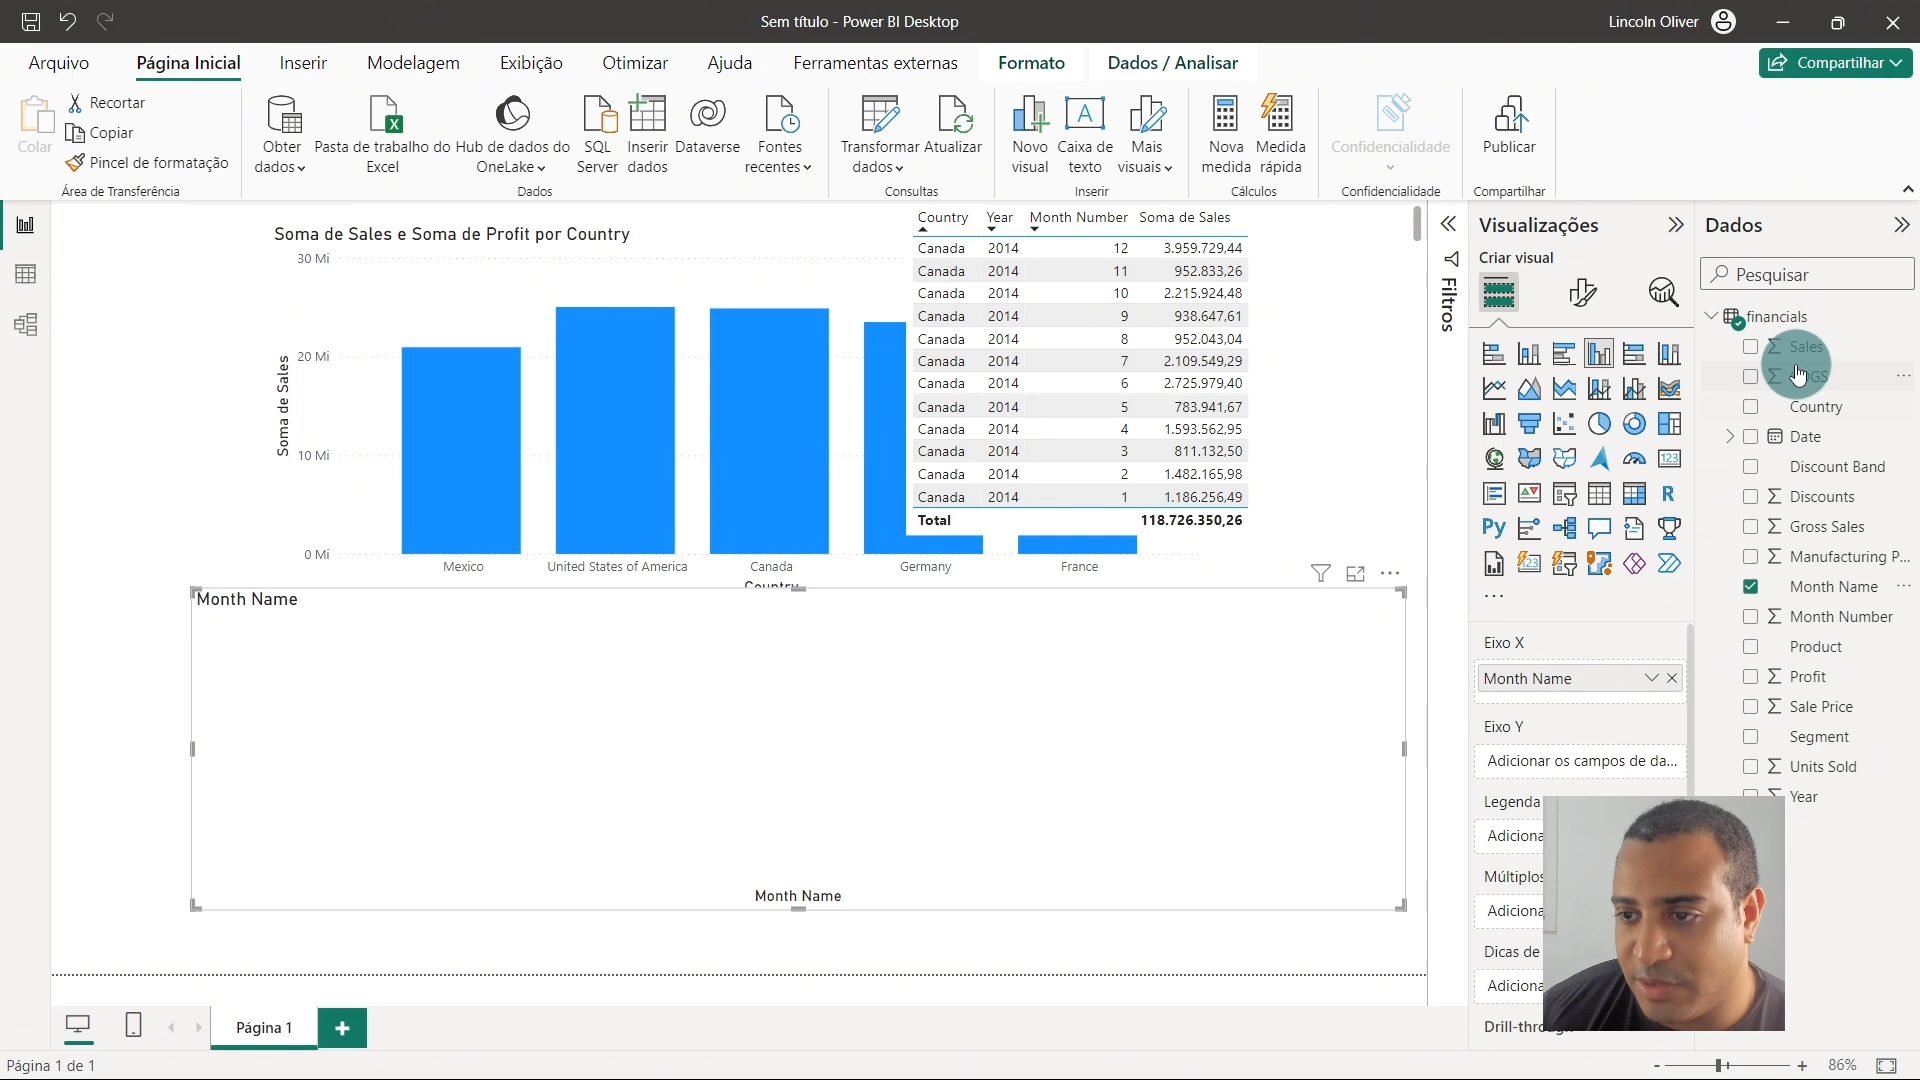 Sem título - Power BI Desktop
Lincoln Oliver
Arquivo
Página Inicial
Inserir
Modelagem
Exibição
Otimizar
Ajuda
Ferramentas externas
Formato
Dados / Analisar
Compartilhar
Colar
Recortar
Copiar
Pincel de formatação
Área de Transferência
Obter
dados
Pasta de trabalho do
Excel
Hub de dados do
OneLake
SQL
Server
Inserir
dados
Dataverse
Fontes
recentes
Dados
Transformar
dados
Atualizar
Consultas
Novo
visual
Caixa de
texto
Mais
visuais
Inserir
Nova
medida
Medida
rápida
Cálculos
Confidencialidade
Confidencialidade
Publicar
Compartilhar
Soma de Sales e Soma de Profit por Country
30 Mi
20 Mi
10 Mi
0 Mi
Soma de Sales
Mexico
United States of America
Canada
Germany
France
Country
Country Year Month Number Soma de Sales
Canada 2014 12 3.959.729,44
Canada 2014 11 952.833,26
Canada 2014 10 2.215.924,48
Canada 2014 9 938.647,61
Canada 2014 8 952.043,04
Canada 2014 7 2.109.549,29
Canada 2014 6 2.725.979,40
Canada 2014 5 783.941,67
Canada 2014 4 1.593.562,95
Canada 2014 3 811.132,50
Canada 2014 2 1.482.165,98
Canada 2014 1 1.186.256,49
Total 118.726.350,26
Month Name
Month Name
Filtros
Visualizações
Criar visual
R
Py
123
123
Eixo X
Month Name
Eixo Y
Adicionar os campos de da...
Legenda
Adiciona
Múltiplos
Adiciona
Dicas de
Adiciona
Dados
Pesquisar
financials
Sales
Country
Date
Discount Band
Discounts
Gross Sales
Manufacturing P...
Month Name
Month Number
Product
Profit
Sale Price
Segment
Units Sold
Year
Página 1
Página 1 de 1
86%